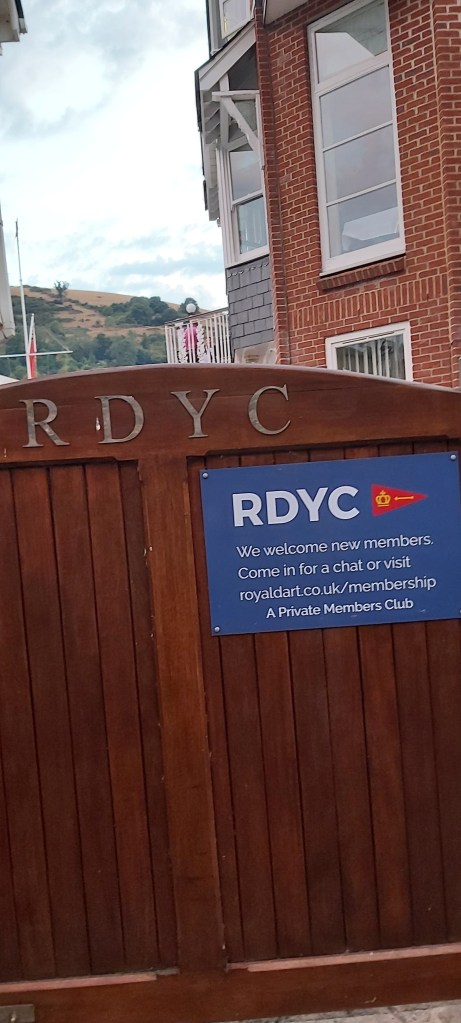 RDYC
RDYC
We welcome new members.
Come in for a chat or visit
royaldart.co.uk/membership
A Private Members Club